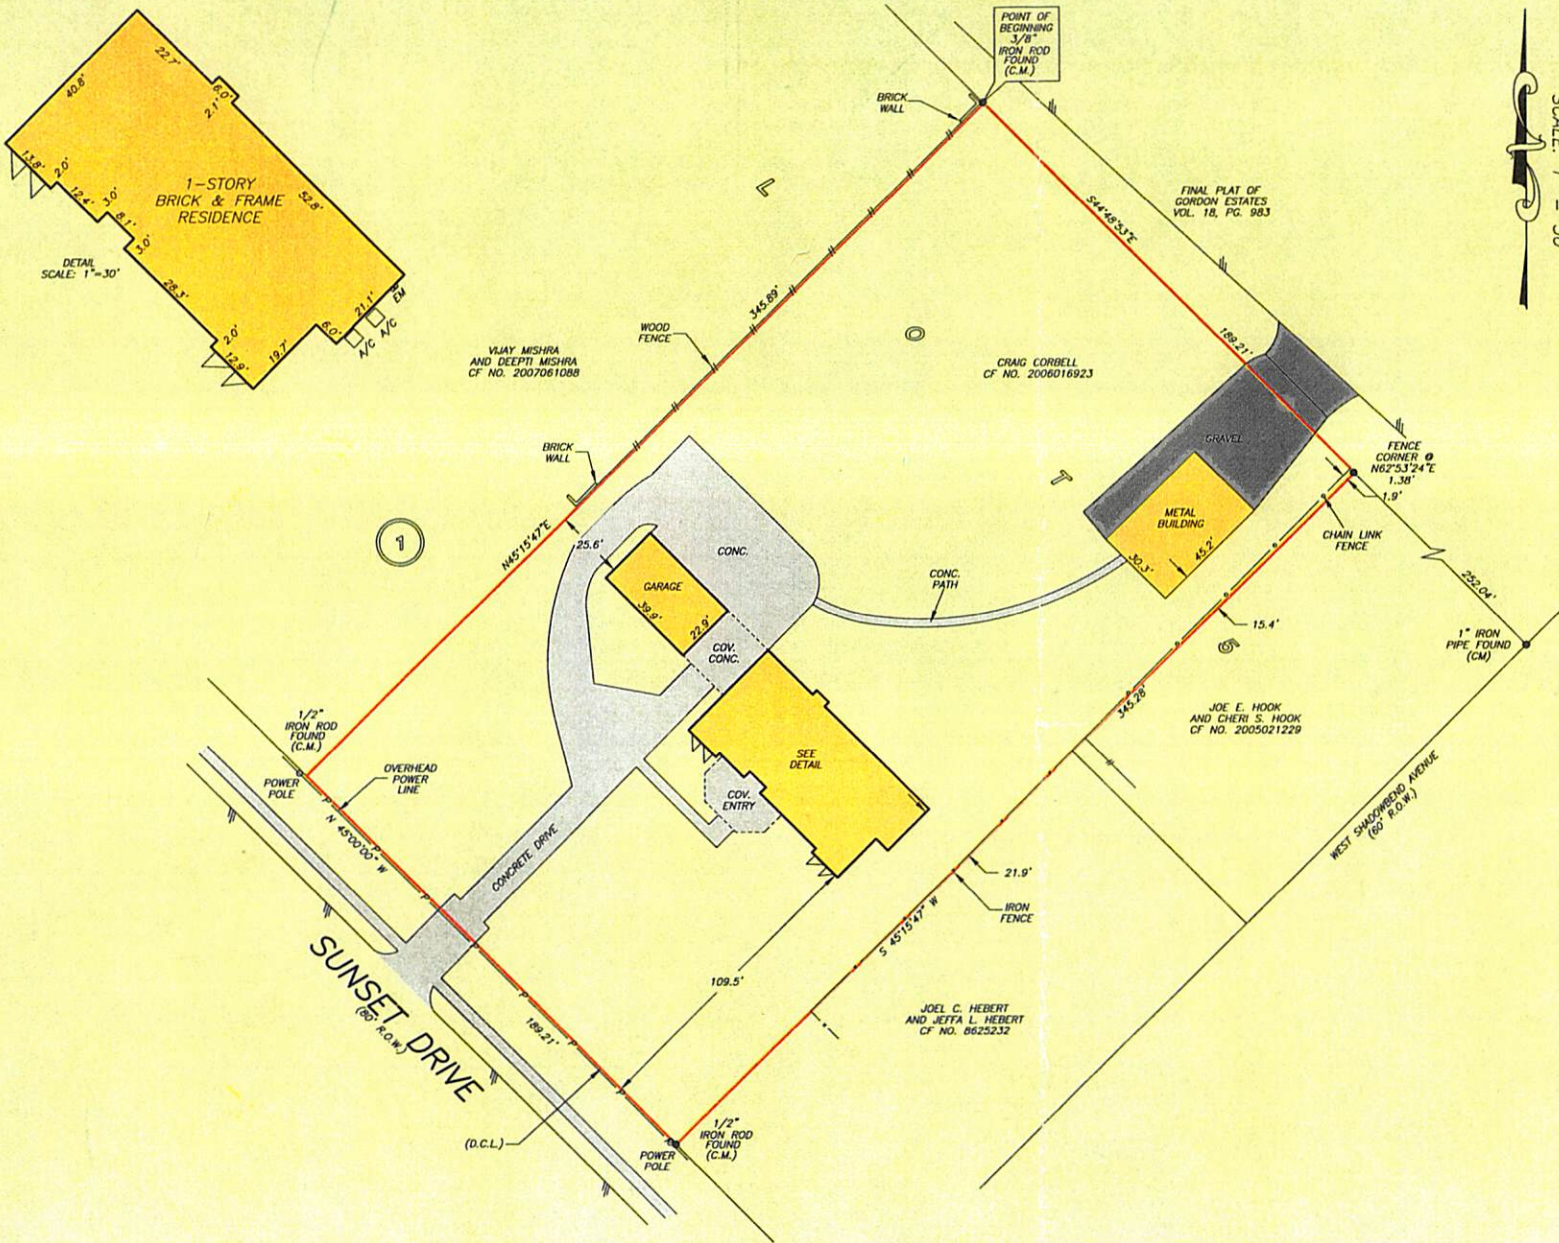 POINT OF
BEGINNING
3/8"
IRON ROD
FOUND
(C.M.)
BRICK
WALL
22.7'
40.8'
6.0'
2.1'
13.8'
2.0'
12.4'
3.0'
8.1'
3.0'
1-STORY
BRICK & FRAME
RESIDENCE
52.8'
28.3'
2.0'
12.9'
19.7'
6.0'
21.1'
EM
A/C
A/C
DETAIL
SCALE: 1"=30'
L
O
T
5
FINAL PLAT OF
GORDON ESTATES
VOL. 18, PG. 983
S44°48'53"E
189.21'
345.89'
WOOD
FENCE
VIJAY MISHRA
AND DEEPTI MISHRA
CF NO. 2007061088
CRAIG CORBELL
CF NO. 2006016923
GRAVEL
FENCE
CORNER @
N62°53'24"E
1.38'
1.9'
BRICK
WALL
METAL
BUILDING
30.3'
45.2'
CHAIN LINK
FENCE
1
N45°15'47"E
25.6'
CONC.
GARAGE
39.9'
22.9'
COV.
CONC.
CONC.
PATH
15.4'
252.04'
1" IRON
PIPE FOUND
(CM)
345.28'
JOE E. HOOK
AND CHERI S. HOOK
CF NO. 2005021229
1/2"
IRON ROD
FOUND
(C.M.)
POWER
POLE
OVERHEAD
POWER
LINE
SEE
DETAIL
COV.
ENTRY
WEST SHADOWBEND AVENUE
(60' R.O.W.)
P
P
P
P
P
P
P
N 45°00'00" W
CONCRETE DRIVE
21.9'
IRON
FENCE
S 45°15'47" W
109.5'
SUNSET DRIVE
(80' R.O.W.)
189.21'
JOEL C. HEBERT
AND JEFFA L. HEBERT
CF NO. 8625232
(D.C.L.)
1/2"
IRON ROD
FOUND
(C.M.)
POWER
POLE